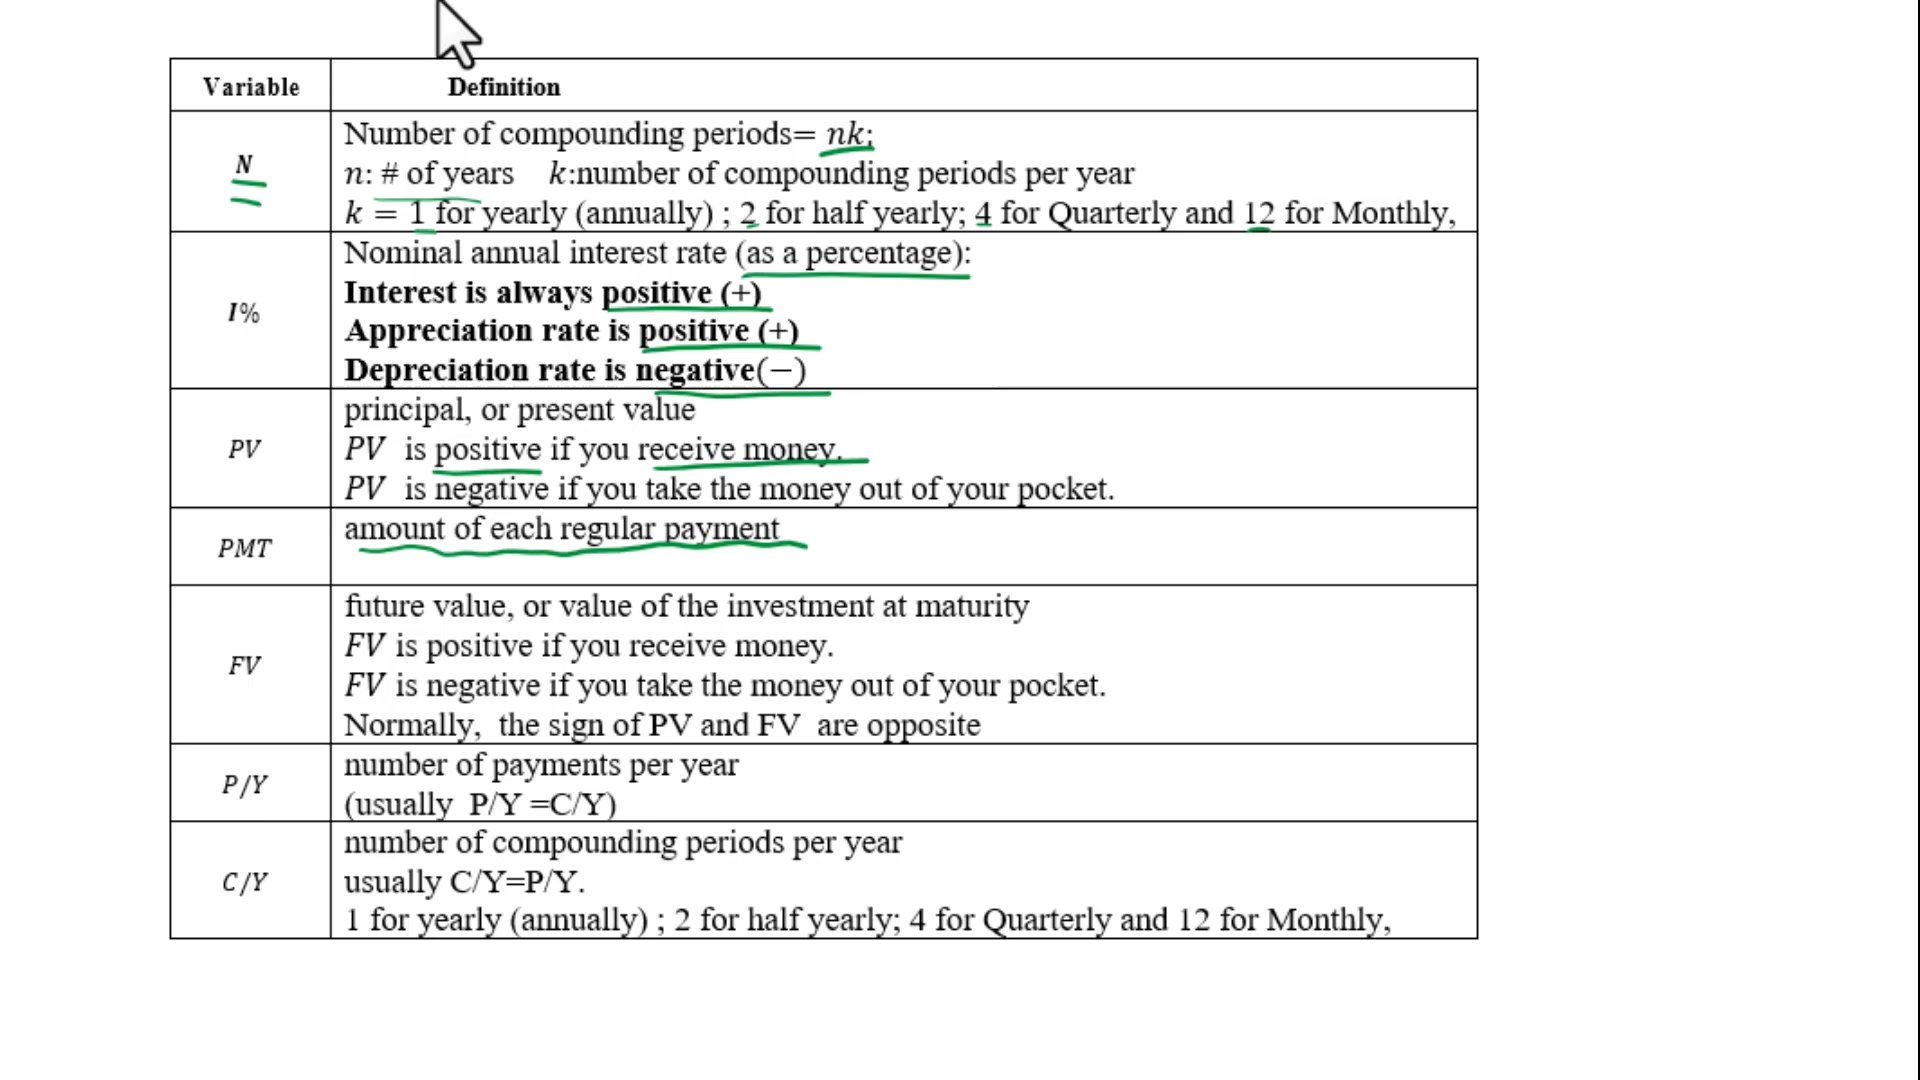 Variable Definition
Number of compounding periods= nk;
N
n: # of years k:number of compounding periods per year
k = 1 for yearly (annually) ; 2 for half yearly; 4 for Quarterly and 12 for Monthly,
Nominal annual interest rate (as a percentage):
Interest is always positive (+)
I%
Appreciation rate is positive (+)
Depreciation rate is negative(−)
principal, or present value
PV
PV is positive if you receive money.
PV is negative if you take the money out of your pocket.
PMT
amount of each regular payment
future value, or value of the investment at maturity
FV is positive if you receive money.
FV
FV is negative if you take the money out of your pocket.
Normally, the sign of PV and FV are opposite
P/Y
number of payments per year
(usually P/Y =C/Y)
number of compounding periods per year
C/Y
usually C/Y=P/Y.
1 for yearly (annually) ; 2 for half yearly; 4 for Quarterly and 12 for Monthly,